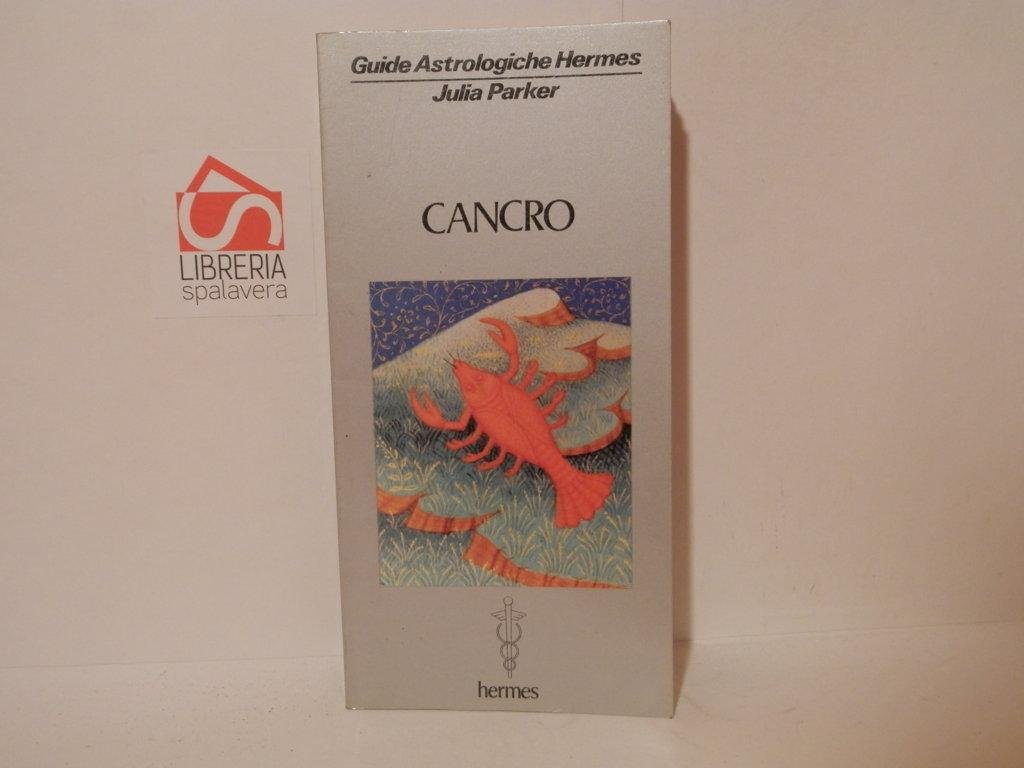 Guide Astrologiche Hermes
Julia Parker
CANCRO
LIBRERIA
spalavera
hermes